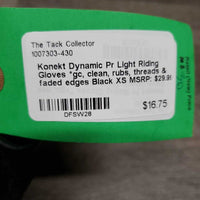 The Tack Collector
1007303-430
Konekt Dynamic Pr Light Riding
Gloves *gc, clean, rubs, threads &
faded edges Black XS MSRP: $29.95
$16.75
DFSW28